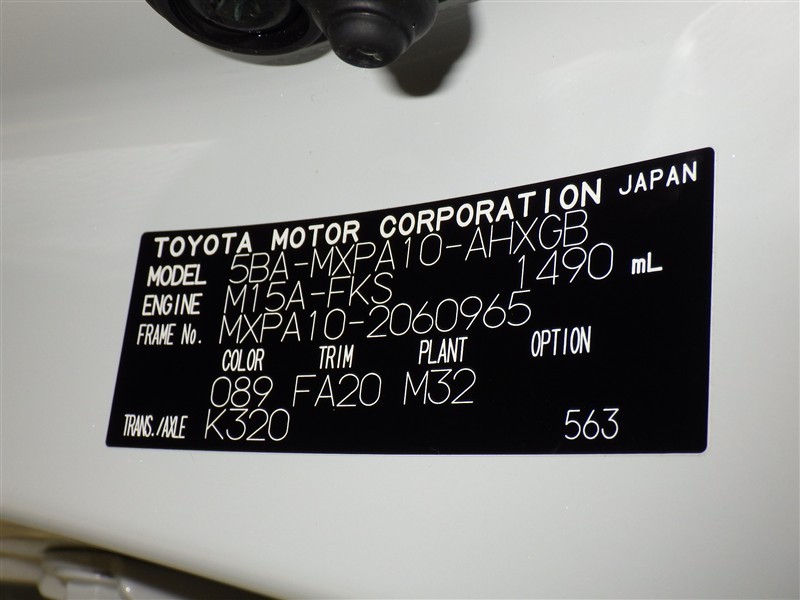 TOYOTA MOTOR CORPORATION JAPAN
MODEL 5BA-MXPA10-AHXGB
ENGINE M15A-FKS 1490 mL
FRAME No. MXPA10-2060965
COLOR TRIM PLANT OPTION
089 FA20 M32
TRANS./AXLE K320 563